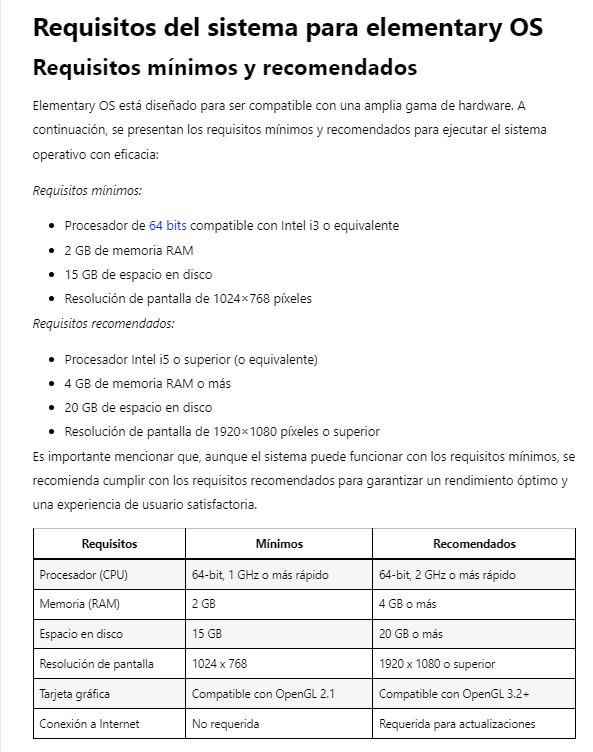 Requisitos del sistema para elementary OS
Requisitos mínimos y recomendados
Elementary OS está diseñado para ser compatible con una amplia gama de hardware. A
continuación, se presentan los requisitos mínimos y recomendados para ejecutar el sistema
operativo con eficacia:
Requisitos mínimos:
• Procesador de 64 bits compatible con Intel i3 o equivalente
• 2 GB de memoria RAM
• 15 GB de espacio en disco
• Resolución de pantalla de 1024×768 píxeles
Requisitos recomendados:
• Procesador Intel i5 o superior (o equivalente)
• 4 GB de memoria RAM o más
• 20 GB de espacio en disco
• Resolución de pantalla de 1920×1080 píxeles o superior
Es importante mencionar que, aunque el sistema puede funcionar con los requisitos mínimos, se
recomienda cumplir con los requisitos recomendados para garantizar un rendimiento óptimo y
una experiencia de usuario satisfactoria.
Requisitos Mínimos Recomendados
Procesador (CPU) 64-bit, 1 GHz o más rápido 64-bit, 2 GHz o más rápido
Memoria (RAM) 2 GB 4 GB o más
Espacio en disco 15 GB 20 GB o más
Resolución de pantalla 1024 x 768 1920 x 1080 o superior
Tarjeta gráfica Compatible con OpenGL 2.1 Compatible con OpenGL 3.2+
Conexión a Internet No requerida Requerida para actualizaciones